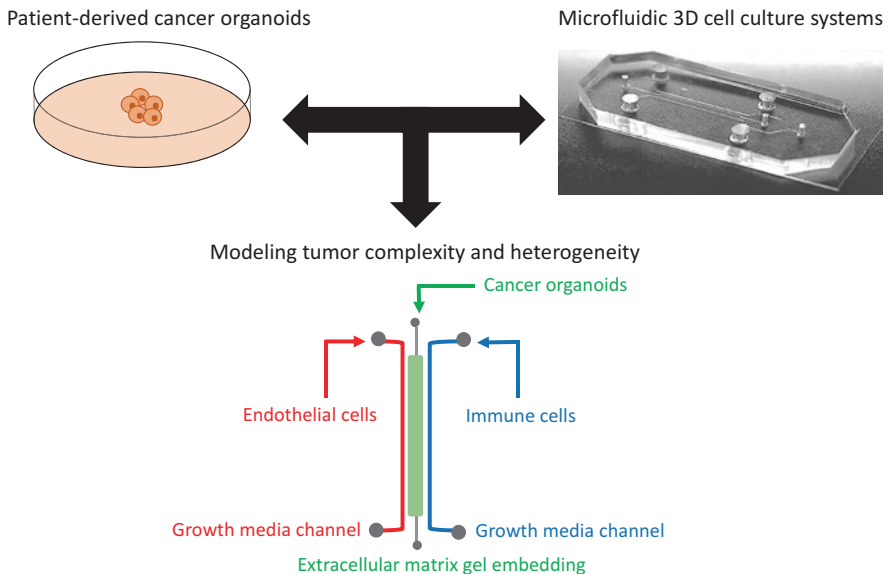 Patient-derived cancer organoids
Microfluidic 3D cell culture systems
Modeling tumor complexity and heterogeneity
Cancer organoids
Endothelial cells
Immune cells
Growth media channel
Growth media channel
Extracellular matrix gel embedding